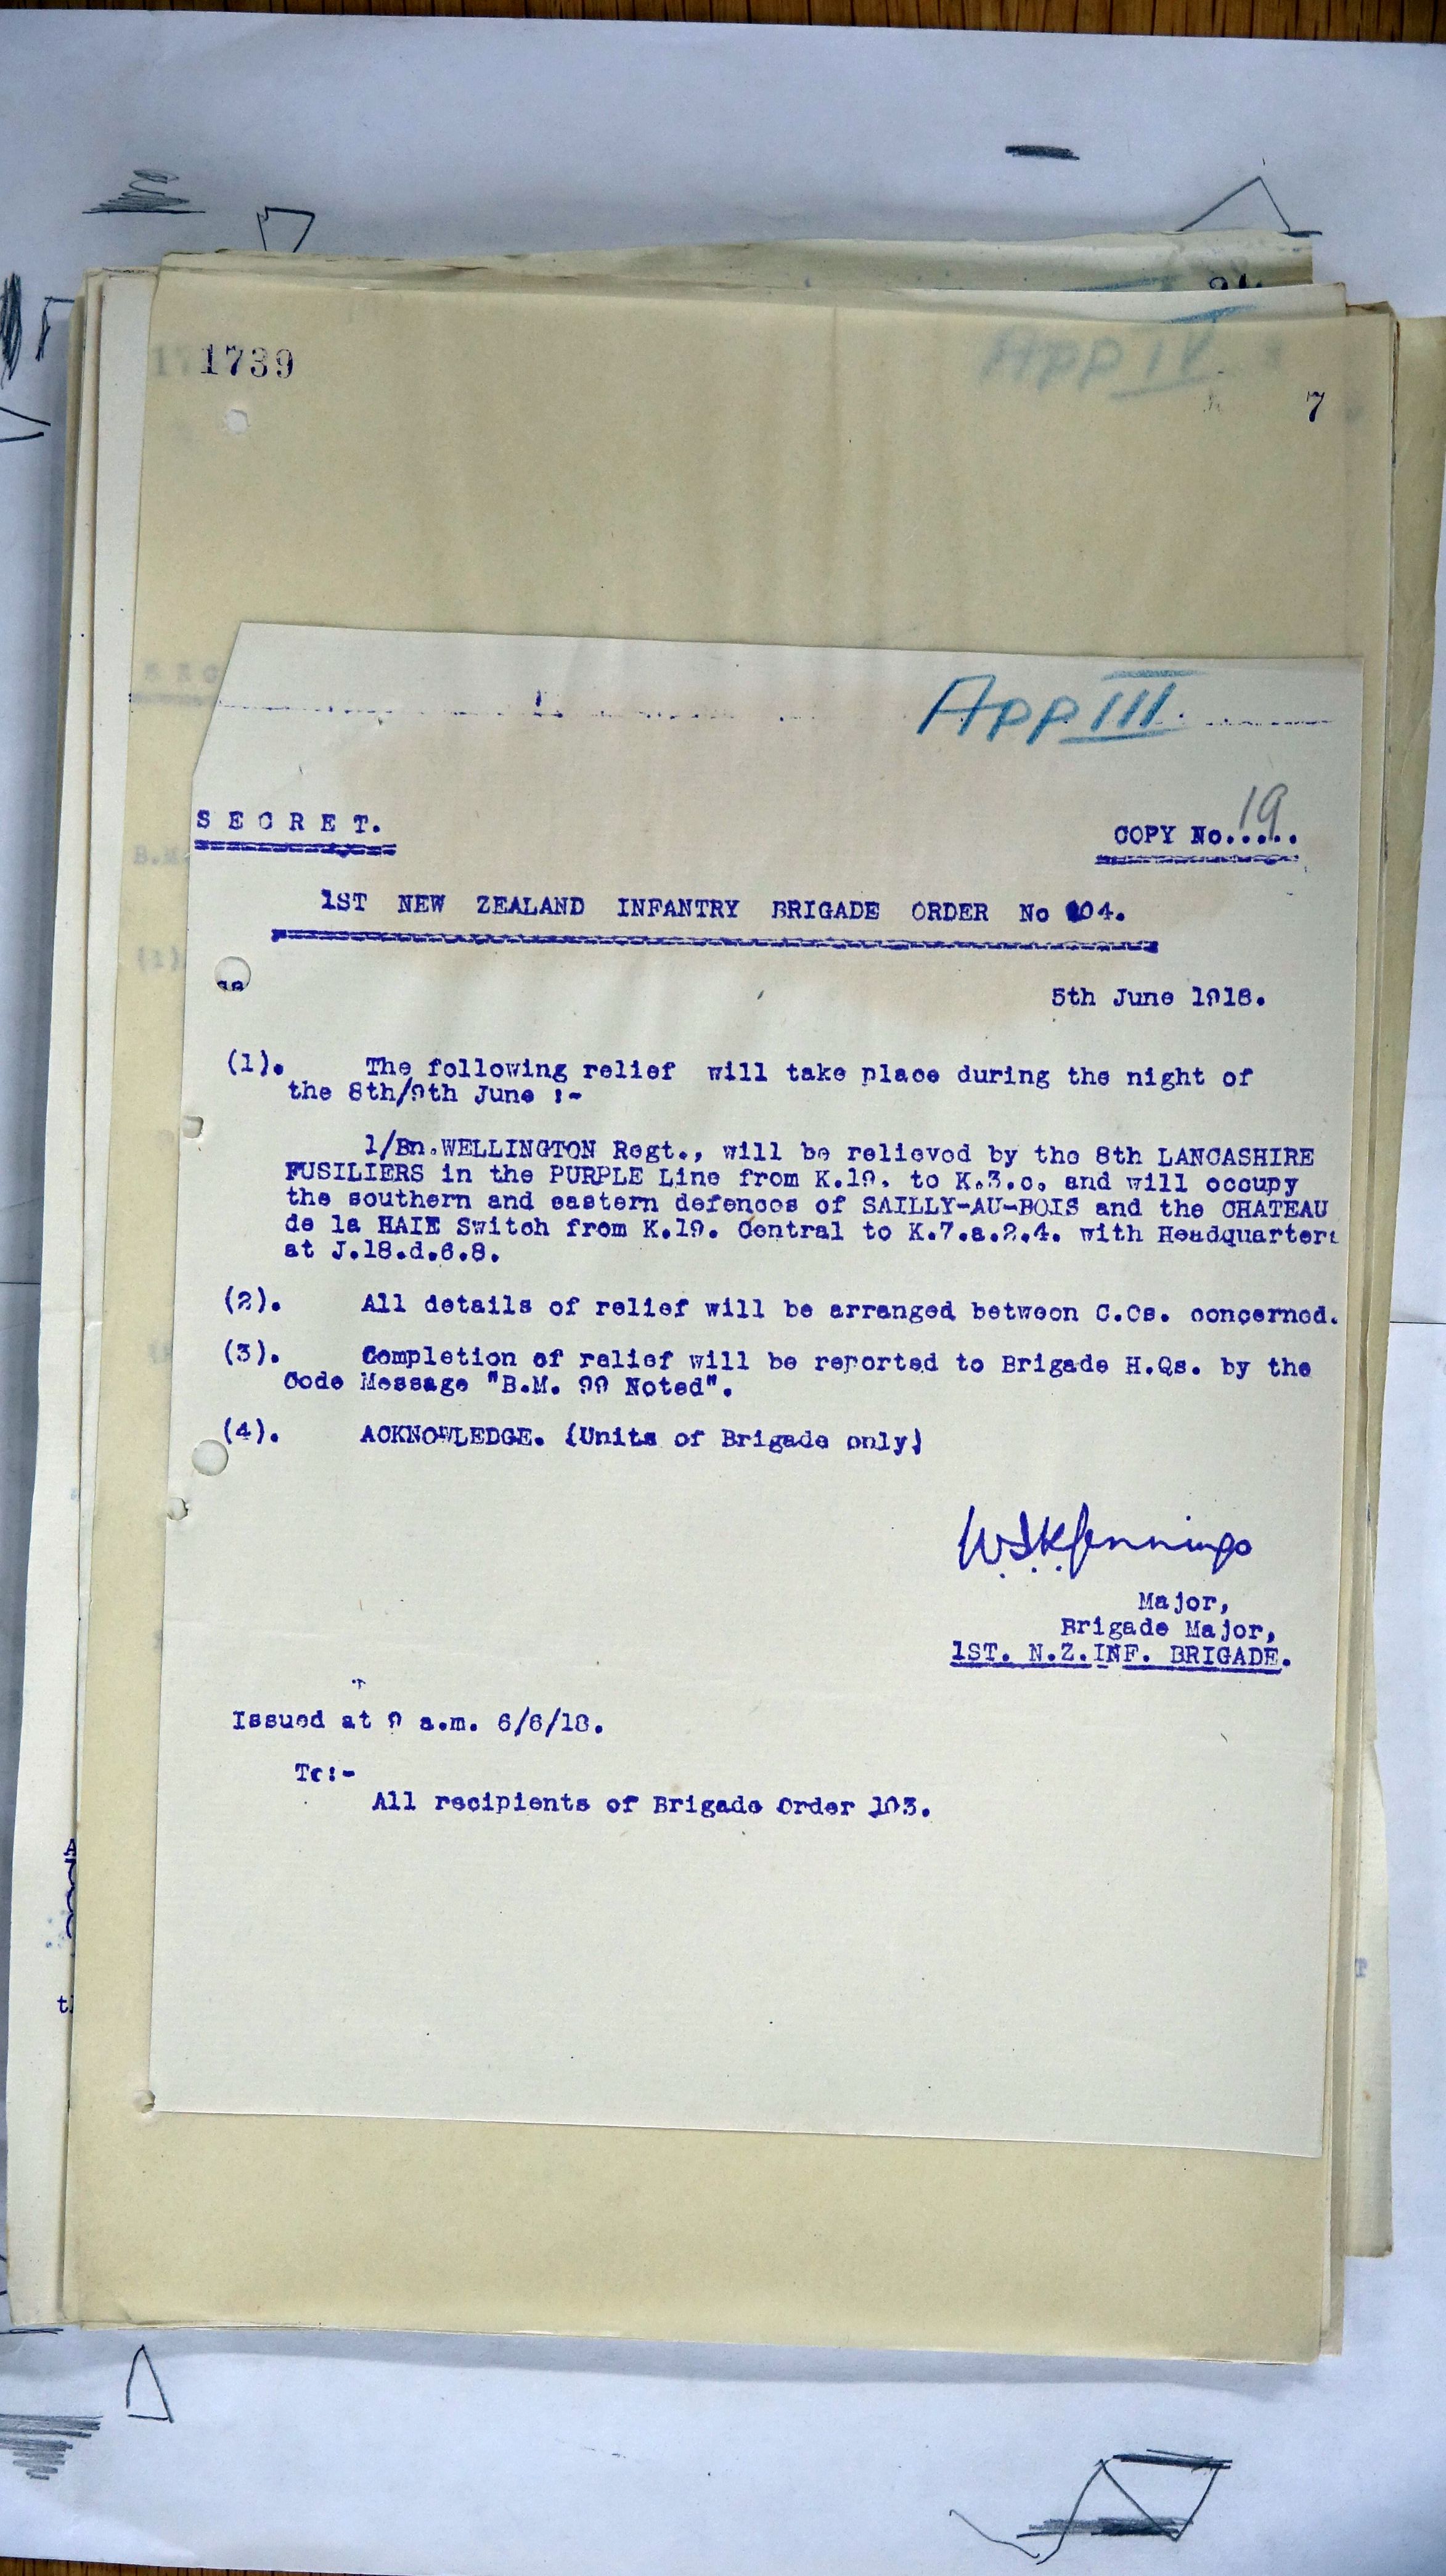 1739
App IV
7
App III.
SECRET.
COPY No.....
19
1ST NEW ZEALAND INFANTRY BRIGADE ORDER No 104.
5th June 1918.
(1). The following relief will take place during the night of
the 8th/9th June :-
1/Bn.WELLINGTON Regt., will be relieved by the 8th LANCASHIRE
FUSILIERS in the PURPLE Line from K.19. to K.3.c. and will occupy
the southern and eastern defences of SAILLY-AU-BOIS and the CHATEAU
de la HAIE Switch from K.19. Central to K.7.a.2.4. with Headquarters
at J.18.d.6.8.
(2). All details of relief will be arranged between C.Os. concerned.
(3). Completion of relief will be reported to Brigade H.Qs. by the
Code Message "B.M. 99 Noted".
(4). ACKNOWLEDGE. (Units of Brigade only)
Jennings
Major,
Brigade Major,
1ST. N.Z.INF. BRIGADE.
Issued at 9 a.m. 6/6/18.
To:-
All recipients of Brigade Order 103.